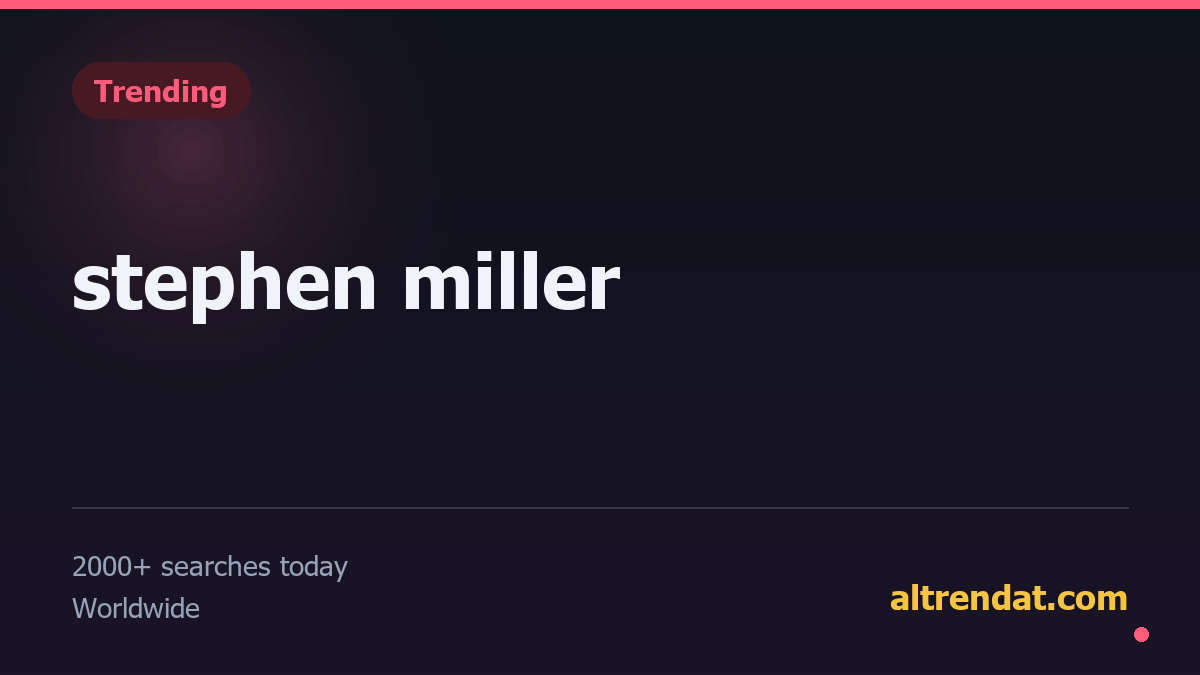 Trending
stephen miller
2000+ searches today
Worldwide
altrendat.com